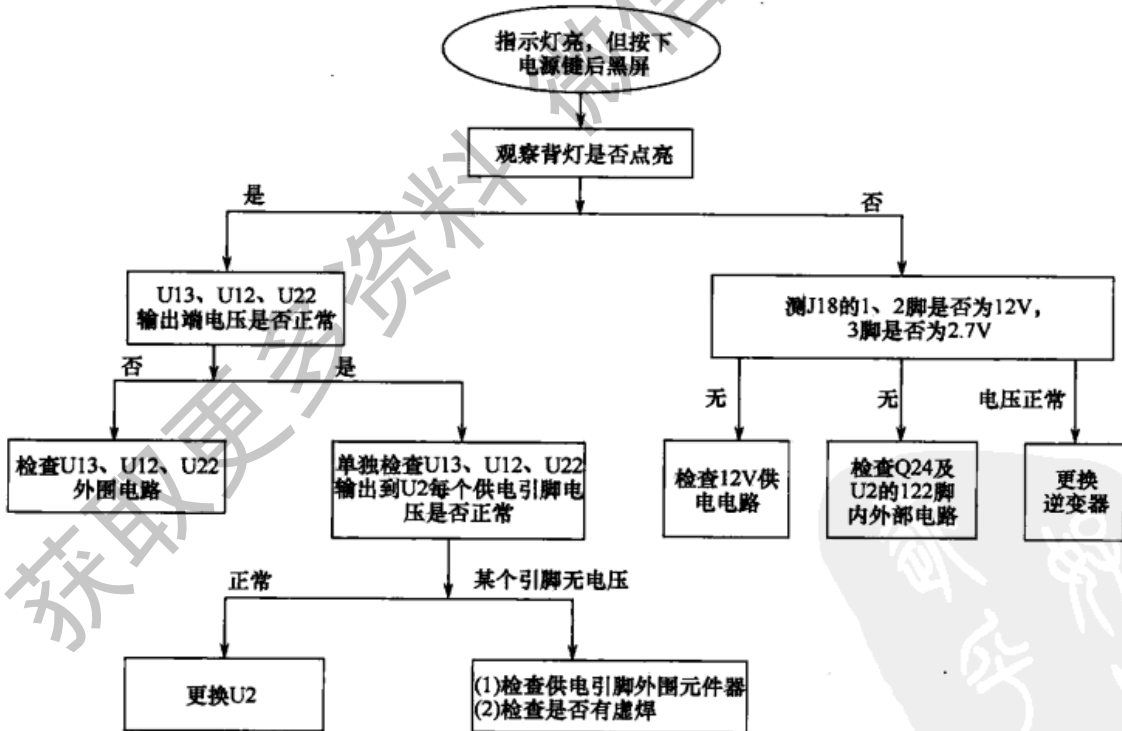 指示灯亮,但按下
电源键后黑屏
观察背灯是否点亮
是
否
U13、U12、U22
输出端电压是否正常
测J18的1、2脚是否为12V,
3脚是否为2.7V
否
是
无
无
电压正常
检查U13、U12、U22
外围电路
单独检查U13、U12、U22
输出到U2每个供电引脚电
压是否正常
检查12V供
电电路
检查Q24及
U2的122脚
内外部电路
更换
逆变器
正常
某个引脚无电压
更换U2
(1)检查供电引脚外围元件器
(2)检查是否有虚焊
获取更多资料 微信